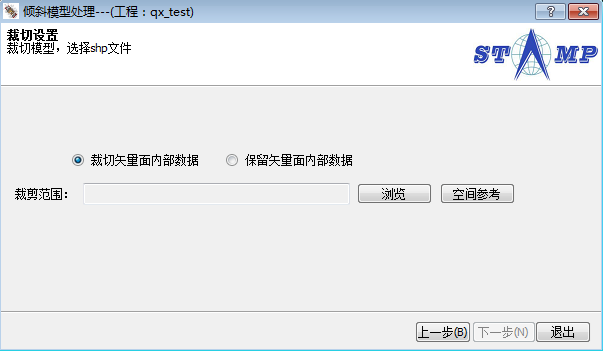 倾斜模型处理---(工程：qx_test)
裁切设置
裁切模型，选择shp文件
STAMP
裁切矢量面内部数据 保留矢量面内部数据
裁剪范围： 浏览 空间参考
上一步(B) 下一步(N) 退出